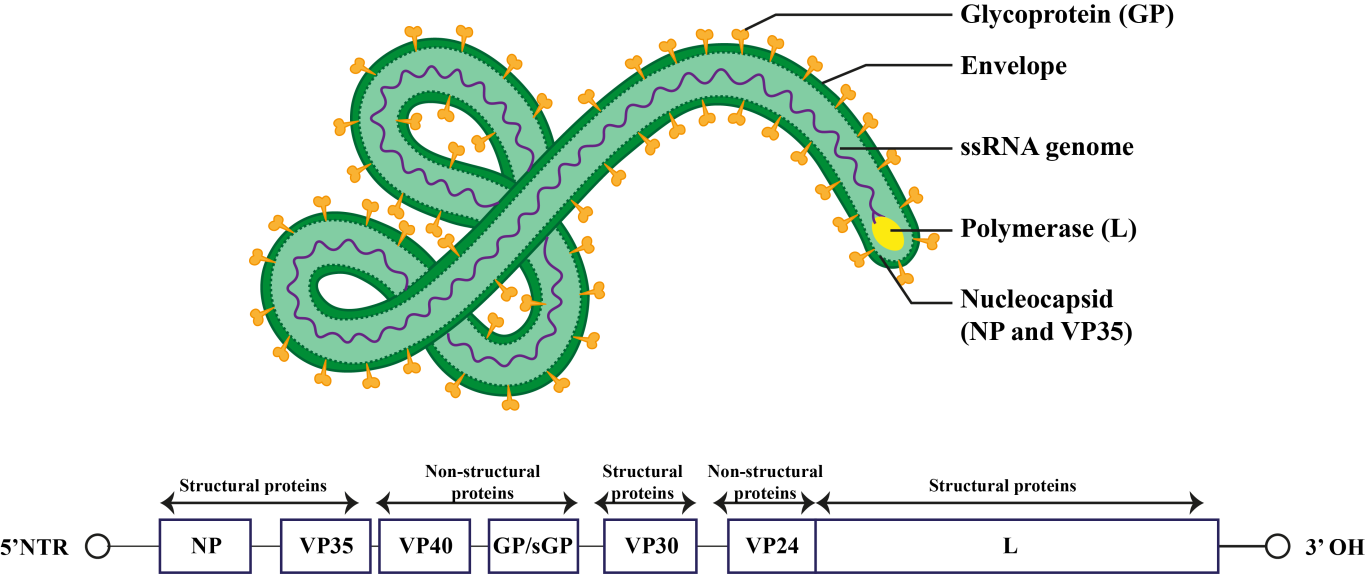 Glycoprotein (GP)
Envelope
ssRNA genome
Polymerase (L)
Nucleocapsid
(NP and VP35)
Structural proteins
Non-structural
proteins
Structural
proteins
Non-structural
proteins
Structural proteins
5’NTR
NP
VP35
VP40
GP/sGP
VP30
VP24
L
3’ OH